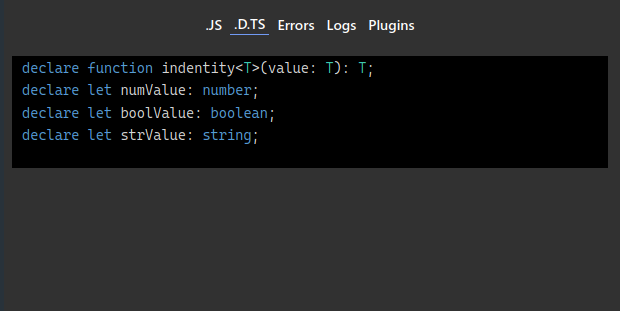 .JS .D.TS Errors Logs Plugins
declare function indentity<T>(value: T): T;
declare let numValue: number;
declare let boolValue: boolean;
declare let strValue: string;